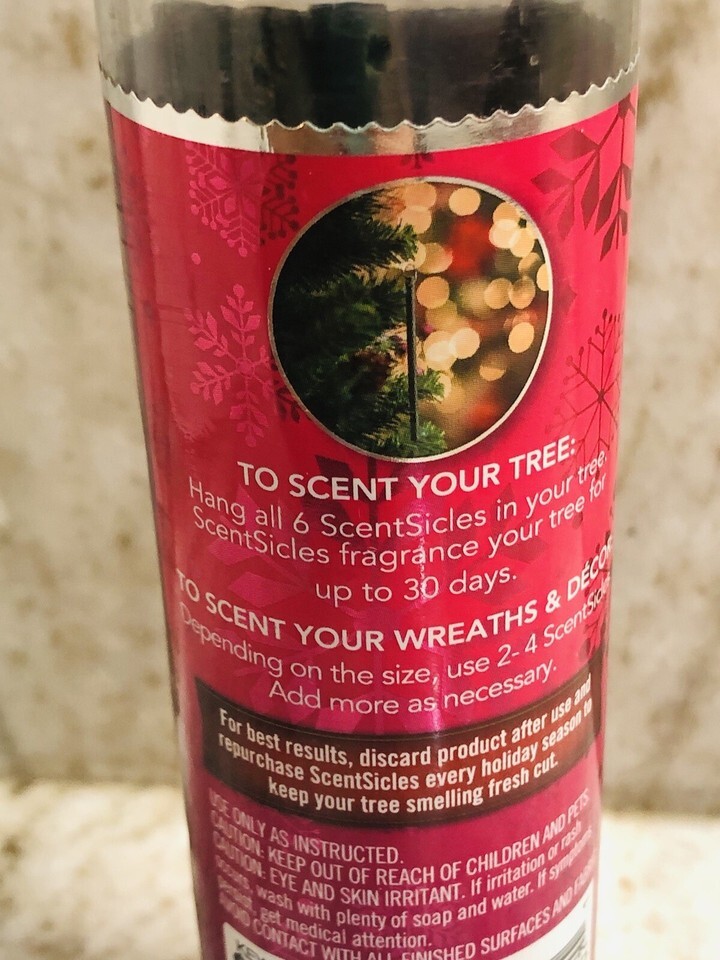 TO SCENT YOUR TREE:
Hang all 6 ScentSicles in your tree.
ScentSicles fragrance your tree for
up to 30 days.
TO SCENT YOUR WREATHS & DÉCOR
Depending on the size, use 2-4 ScentSicles.
Add more as necessary.
For best results, discard product after use and
repurchase ScentSicles every holiday season to
keep your tree smelling fresh cut.
USE ONLY AS INSTRUCTED.
CAUTION: KEEP OUT OF REACH OF CHILDREN AND PETS.
CAUTION: EYE AND SKIN IRRITANT. If irritation or rash
occurs, wash with plenty of soap and water. If symptoms
persist, get medical attention.
AVOID CONTACT WITH ALL FINISHED SURFACES AND